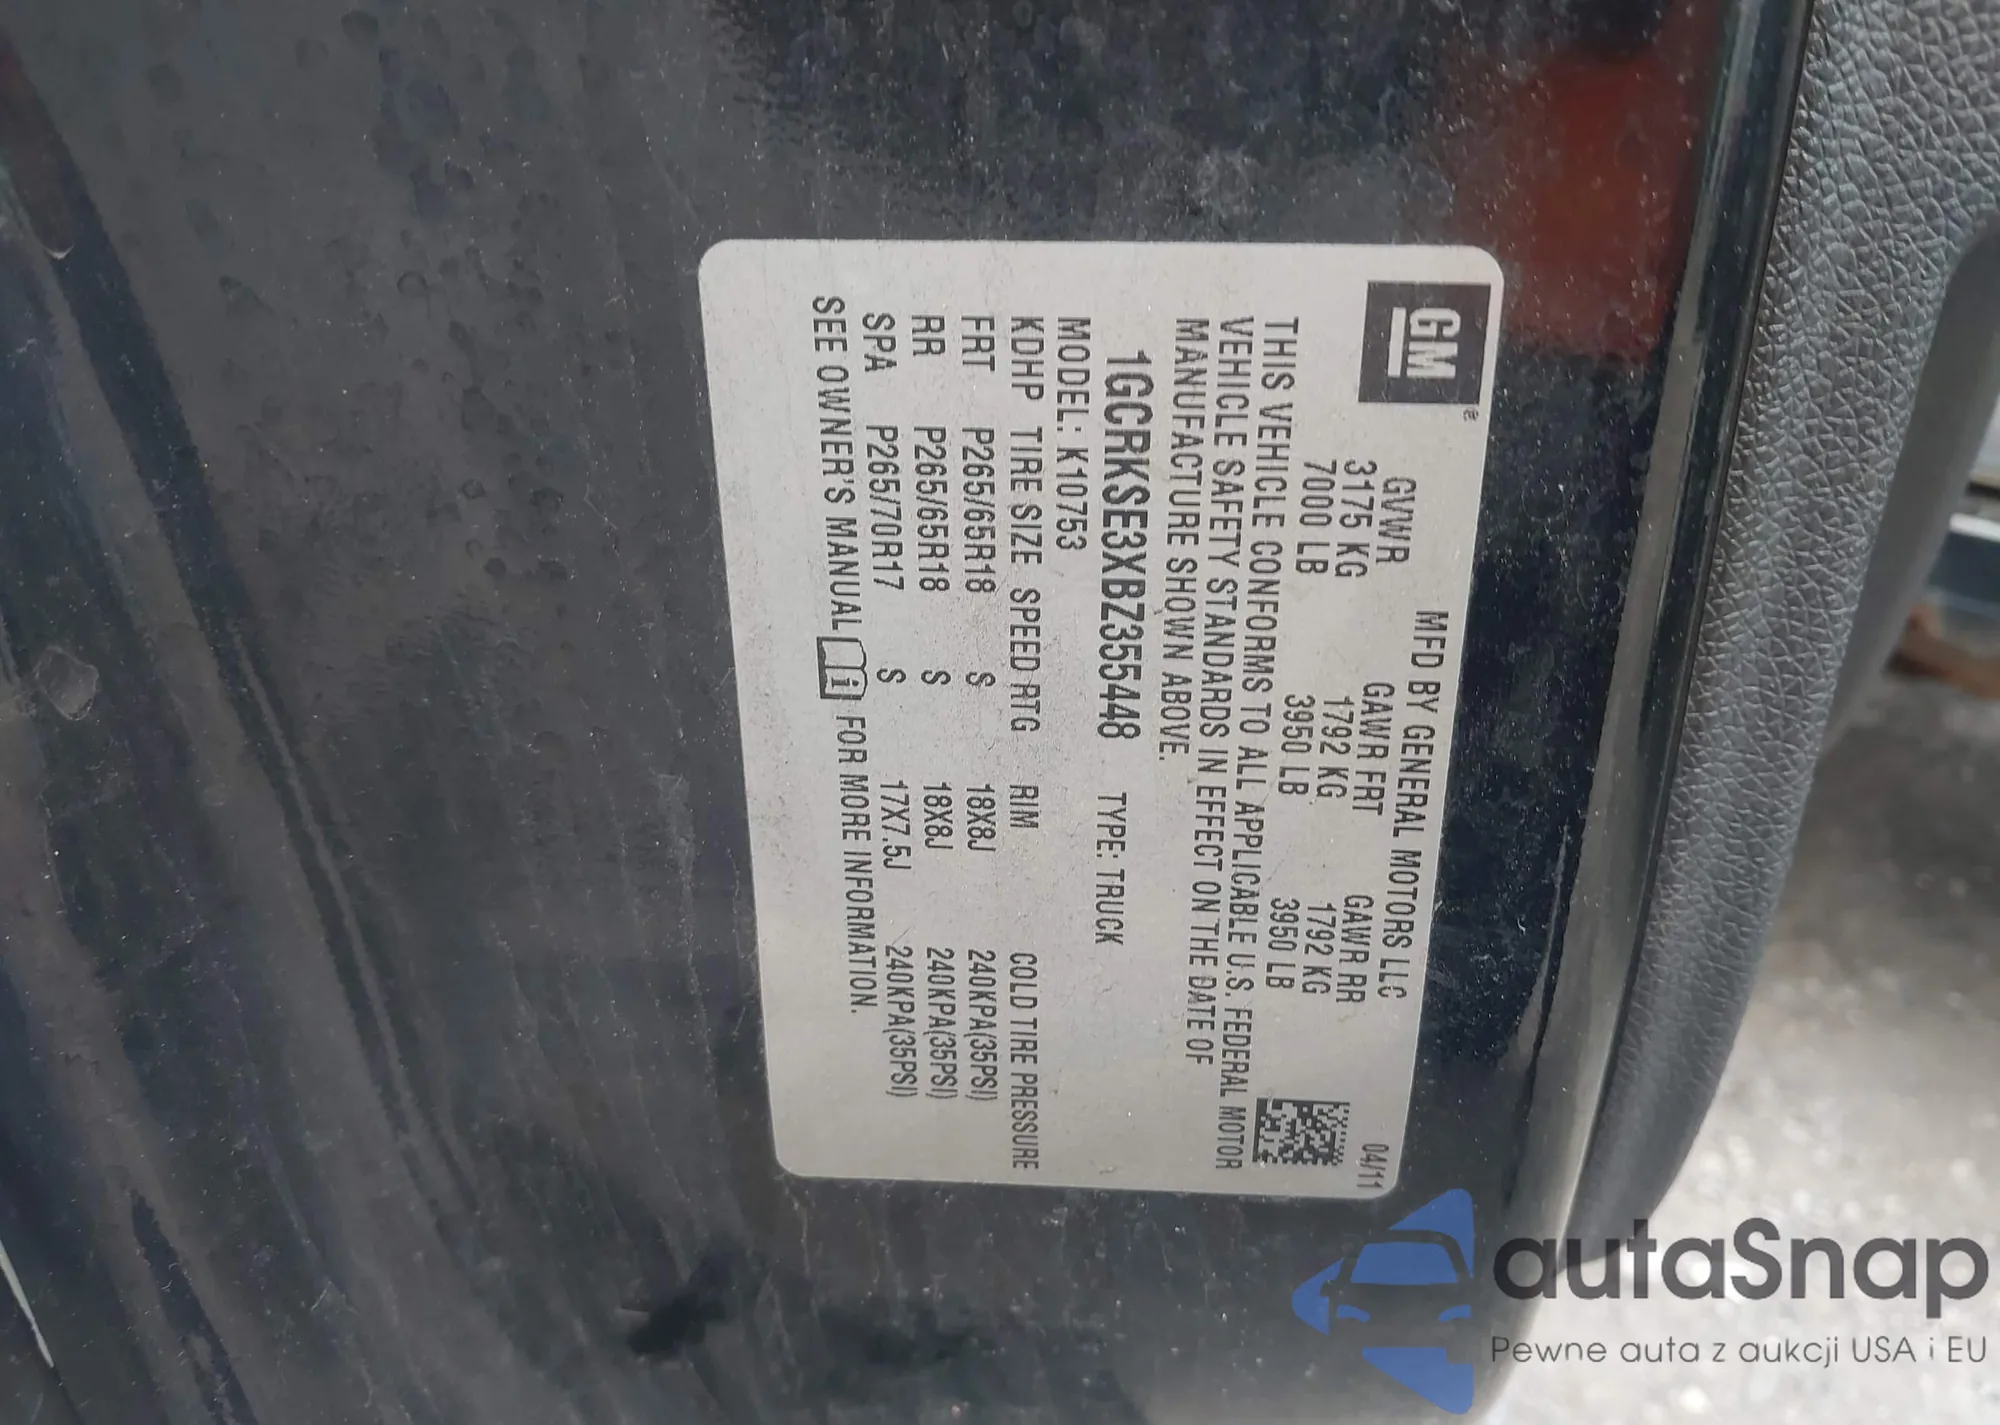 GM®
MFD BY GENERAL MOTORS LLC 04/11
GVWR GAWR FRT GAWR RR
3175 KG 1792 KG 1792 KG
7000 LB 3950 LB 3950 LB
THIS VEHICLE CONFORMS TO ALL APPLICABLE U.S. FEDERAL MOTOR
VEHICLE SAFETY STANDARDS IN EFFECT ON THE DATE OF
MANUFACTURE SHOWN ABOVE.
1GCRKSE3XBZ355448 TYPE: TRUCK
MODEL: K10753
KDHP TIRE SIZE SPEED RTG RIM COLD TIRE PRESSURE
FRT P265/65R18 S 18X8J 240KPA(35PSI)
RR P265/65R18 S 18X8J 240KPA(35PSI)
SPA P265/70R17 S 17X7.5J 240KPA(35PSI)
SEE OWNER'S MANUAL i FOR MORE INFORMATION.
autaSnap
Pewne auta z aukcji USA i EU